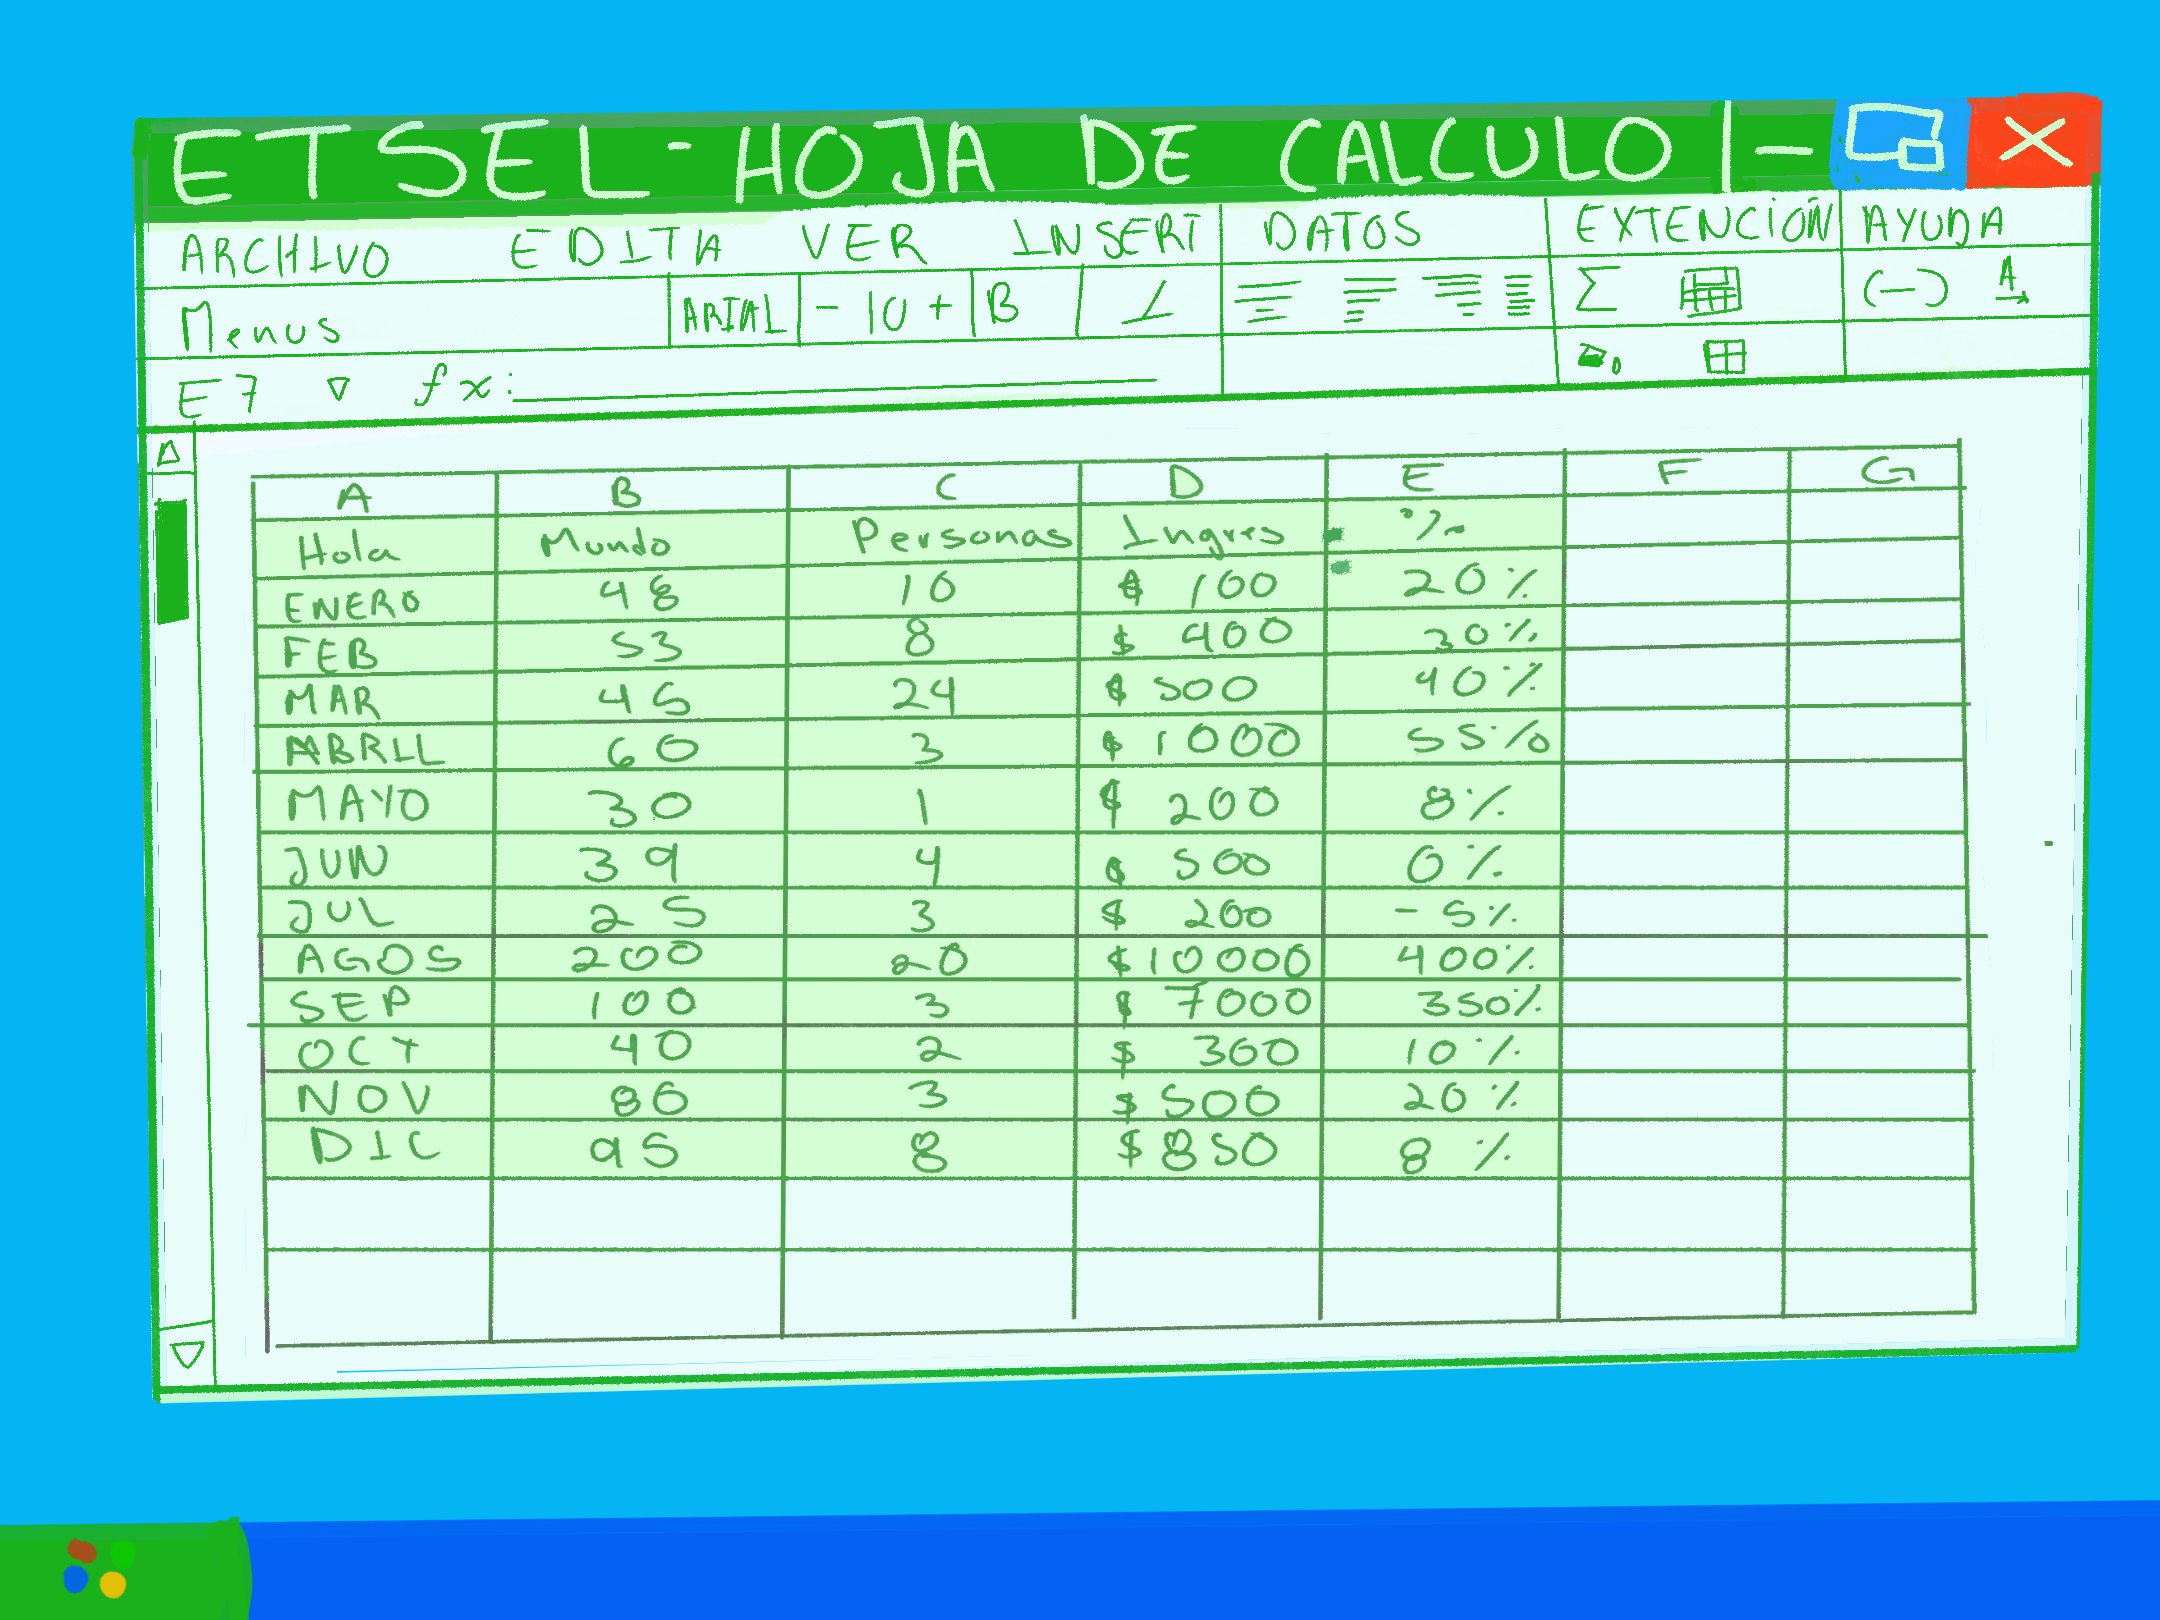 ETSEL - HOJA DE CALCULO | - X
ARCHIVO EDITA VER INSERT DATOS EXTENCIÓN AYUDA
Menus ARIAL - 10 + B I Σ (-) A
E7 ▽ fx:
A B C D E F G
Hola Mundo Personas Ingres %
ENERO 48 10 $ 100 20%
FEB 53 8 $ 400 30%
MAR 45 24 $ 500 40%
ABRIL 60 3 $ 1000 55%
MAYO 30 1 $ 200 8%
JUN 39 4 $ 500 0%
JUL 25 3 $ 200 -5%
AGOS 200 20 $10000 400%
SEP 100 3 $ 7000 350%
OCT 40 2 $ 300 10%
NOV 80 3 $ 500 20%
DIC 95 8 $ 850 8%